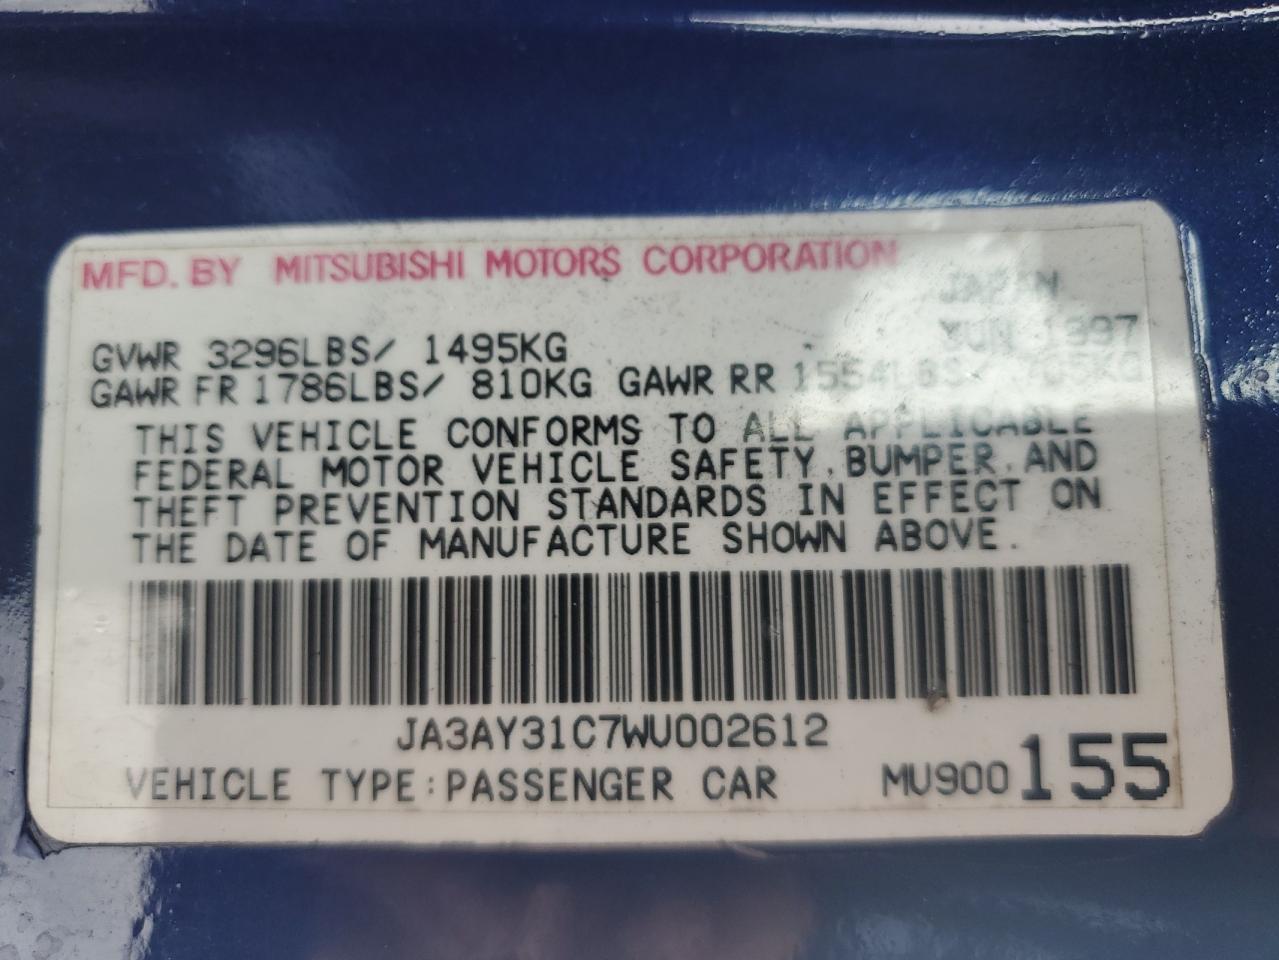 MFD. BY MITSUBISHI MOTORS CORPORATION
JAPAN
GVWR 3296LBS/ 1495KG JUN 1997
GAWR FR 1786LBS/ 810KG GAWR RR 1554LBS/ 705KG
THIS VEHICLE CONFORMS TO ALL APPLICABLE
FEDERAL MOTOR VEHICLE SAFETY, BUMPER, AND
THEFT PREVENTION STANDARDS IN EFFECT ON
THE DATE OF MANUFACTURE SHOWN ABOVE.
JA3AY31C7WU002612
VEHICLE TYPE:PASSENGER CAR MU900155